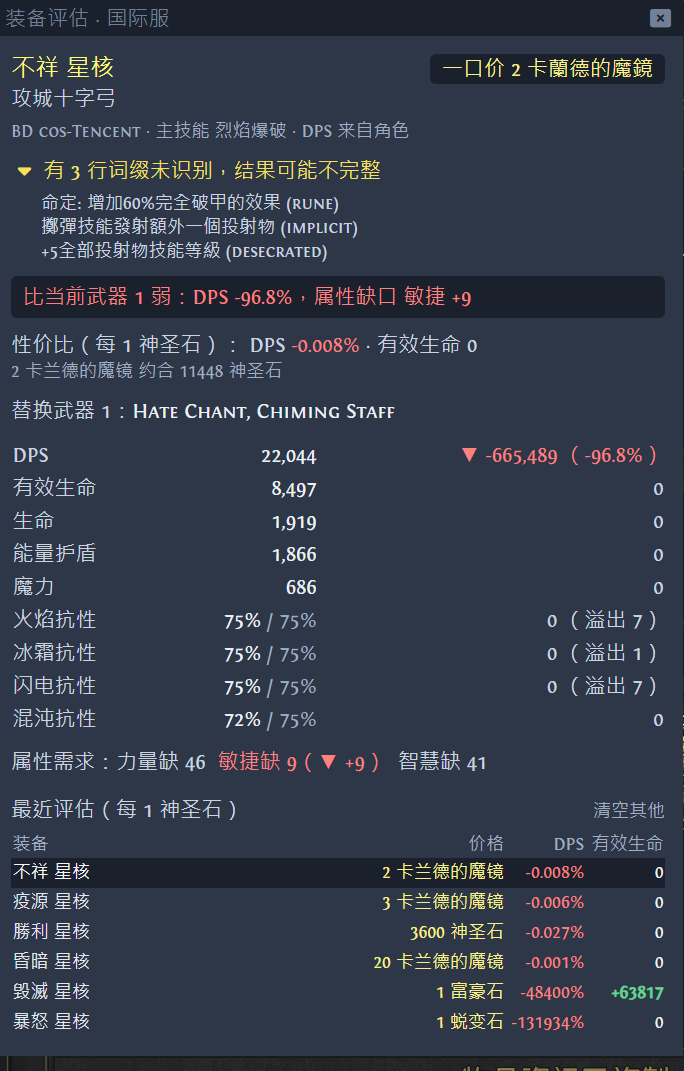 装备评估 · 国际服
不祥 星核
一口价 2 卡蘭德的魔鏡
攻城十字弓
BD cos-Tencent · 主技能 烈焰爆破 · DPS 来自角色
有 3 行词缀未识别，结果可能不完整
命定: 增加60%完全破甲的效果 (RUNE)
擲彈技能發射額外一個投射物 (IMPLICIT)
+5全部投射物技能等級 (DESECRATED)
比当前武器 1 弱：DPS -96.8%，属性缺口 敏捷 +9
性价比（每 1 神圣石）： DPS -0.008% · 有效生命 0
2 卡兰德的魔镜 约合 11448 神圣石
替换武器 1：Hate Chant, Chiming Staff
DPS 22,044 ▼ -665,489（-96.8%）
有效生命 8,497 0
生命 1,919 0
能量护盾 1,866 0
魔力 686 0
火焰抗性 75% / 75% 0（溢出 7）
冰霜抗性 75% / 75% 0（溢出 1）
闪电抗性 75% / 75% 0（溢出 7）
混沌抗性 72% / 75% 0
属性需求：力量缺 46 敏捷缺 9（▼ +9） 智慧缺 41
最近评估（每 1 神圣石） 清空其他
装备 价格 DPS 有效生命
不祥 星核 2 卡兰德的魔镜 -0.008% 0
疫源 星核 3 卡兰德的魔镜 -0.006% 0
勝利 星核 3600 神圣石 -0.027% 0
昏暗 星核 20 卡兰德的魔镜 -0.001% 0
毀滅 星核 1 富豪石 -48400% +63817
暴怒 星核 1 蜕变石 -131934% 0